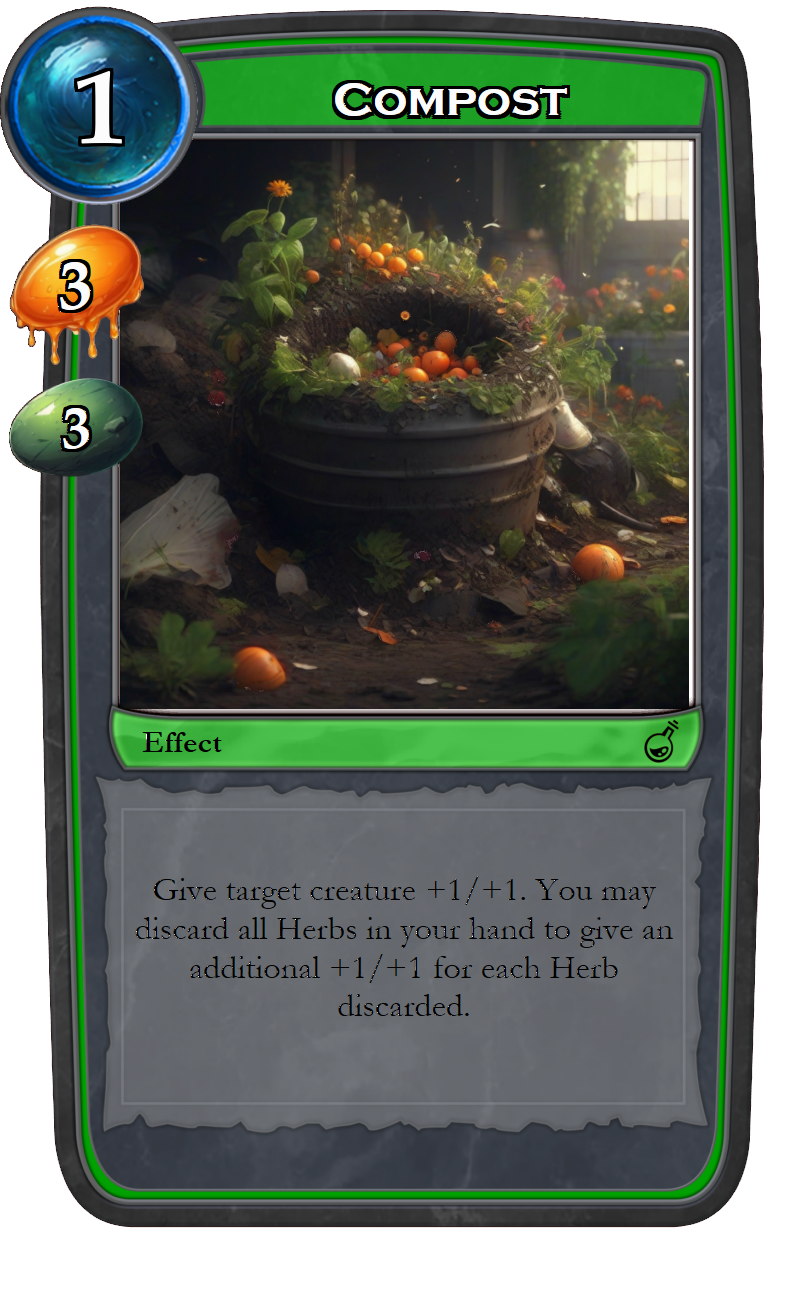 1
Compost
3
3
Effect
Give target creature +1/+1. You may
discard all Herbs in your hand to give an
additional +1/+1 for each Herb
discarded.